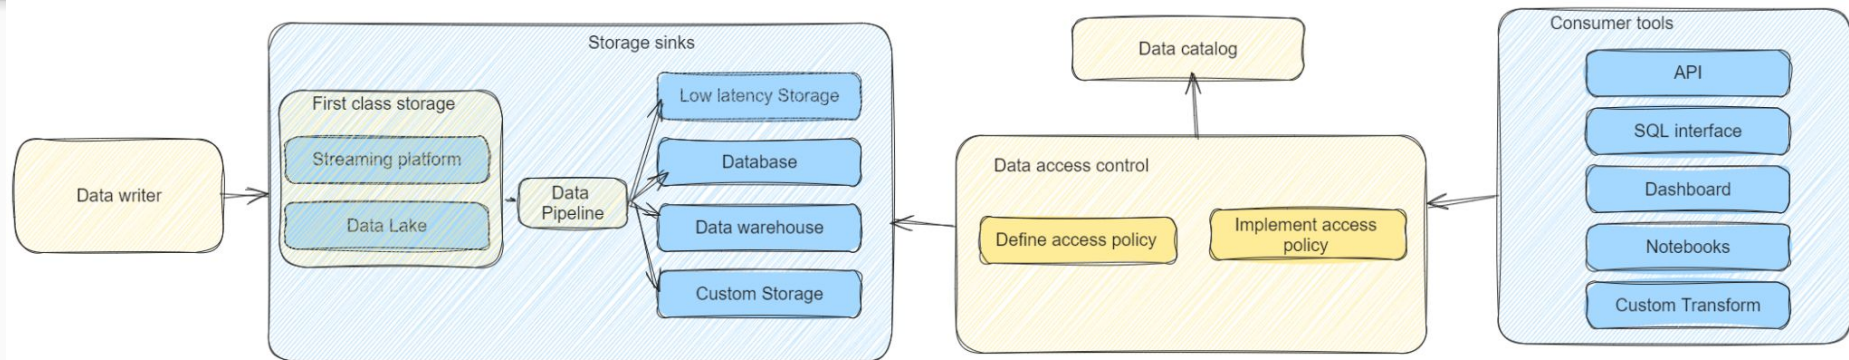 Data writer
Storage sinks
First class storage
Streaming platform
Data Lake
Data
Pipeline
Low latency Storage
Database
Data warehouse
Custom Storage
Data catalog
Data access control
Define access policy
Implement access
policy
Consumer tools
API
SQL interface
Dashboard
Notebooks
Custom Transform